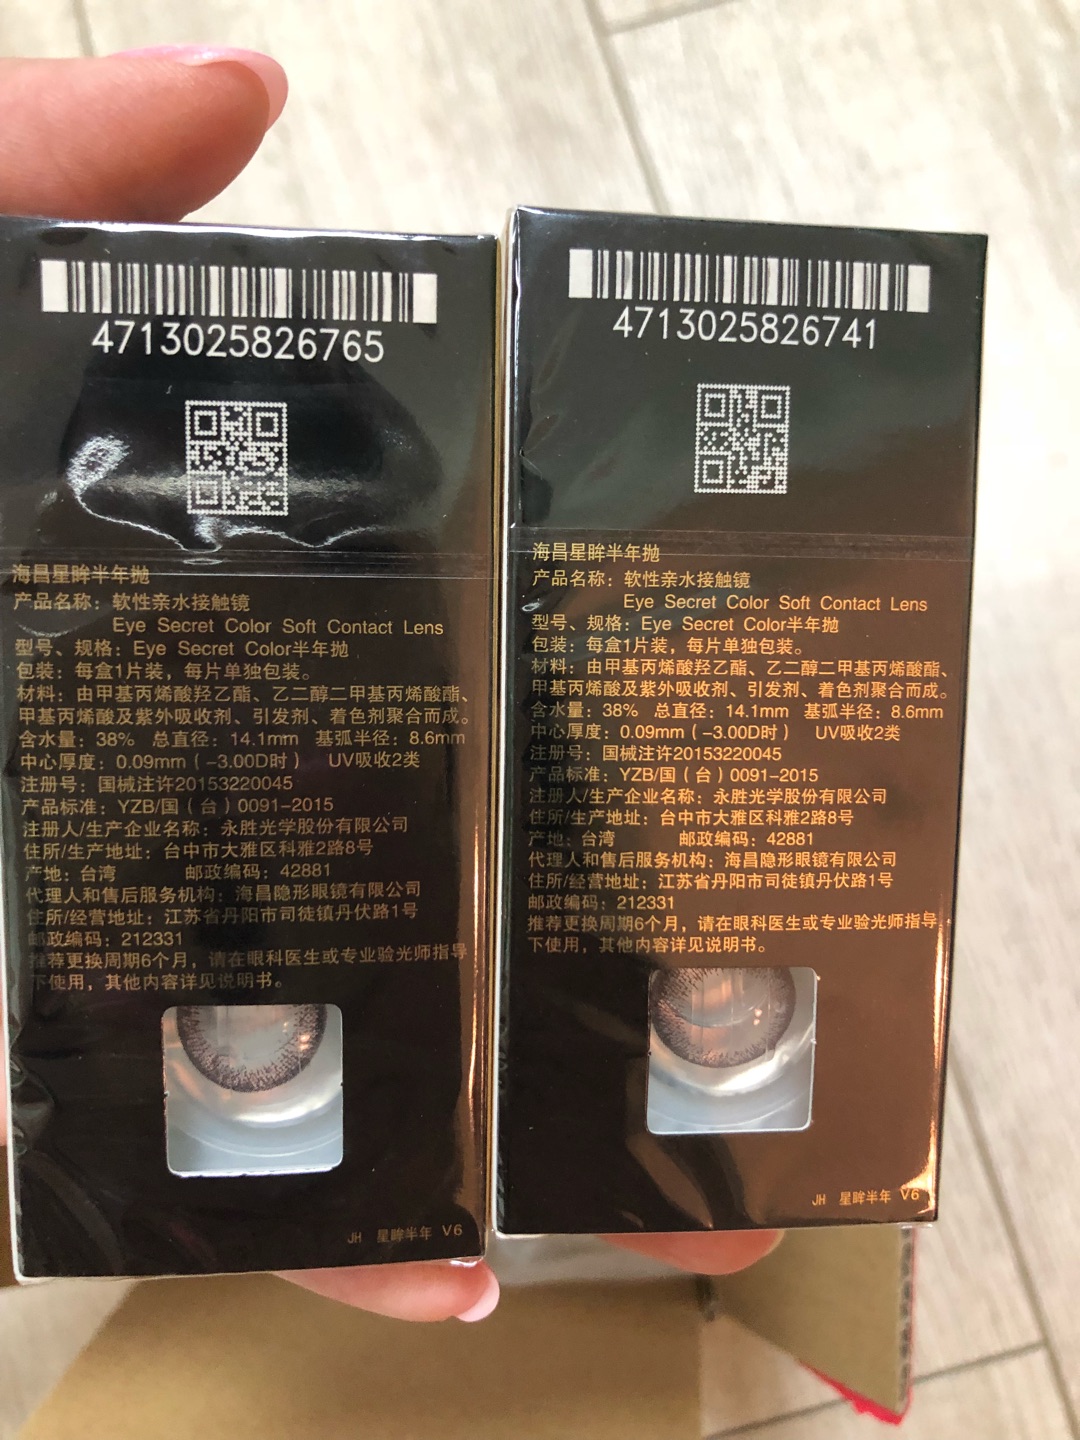 4713025826765
海昌星眸半年抛
产品名称：软性亲水接触镜
Eye Secret Color Soft Contact Lens
型号、规格：Eye Secret Color半年抛
包装：每盒1片装，每片单独包装。
材料：由甲基丙烯酸羟乙酯、乙二醇二甲基丙烯酸酯、
甲基丙烯酸及紫外吸收剂、引发剂、着色剂聚合而成。
含水量：38% 总直径：14.1mm 基弧半径：8.6mm
中心厚度：0.09mm（-3.00D时） UV吸收2类
注册号：国械注许20153220045
产品标准：YZB/国（台）0091-2015
注册人/生产企业名称：永胜光学股份有限公司
住所/生产地址：台中市大雅区科雅2路8号
产地：台湾 邮政编码：42881
代理人和售后服务机构：海昌隐形眼镜有限公司
住所/经营地址：江苏省丹阳市司徒镇丹伏路1号
邮政编码：212331
推荐更换周期6个月，请在眼科医生或专业验光师指导
下使用，其他内容详见说明书。
JH 星眸半年 V6
4713025826741
海昌星眸半年抛
产品名称：软性亲水接触镜
Eye Secret Color Soft Contact Lens
型号、规格：Eye Secret Color半年抛
包装：每盒1片装，每片单独包装。
材料：由甲基丙烯酸羟乙酯、乙二醇二甲基丙烯酸酯、
甲基丙烯酸及紫外吸收剂、引发剂、着色剂聚合而成。
含水量：38% 总直径：14.1mm 基弧半径：8.6mm
中心厚度：0.09mm（-3.00D时） UV吸收2类
注册号：国械注许20153220045
产品标准：YZB/国（台）0091-2015
注册人/生产企业名称：永胜光学股份有限公司
住所/生产地址：台中市大雅区科雅2路8号
产地：台湾 邮政编码：42881
代理人和售后服务机构：海昌隐形眼镜有限公司
住所/经营地址：江苏省丹阳市司徒镇丹伏路1号
邮政编码：212331
推荐更换周期6个月，请在眼科医生或专业验光师指导
下使用，其他内容详见说明书。
JH 星眸半年 V6